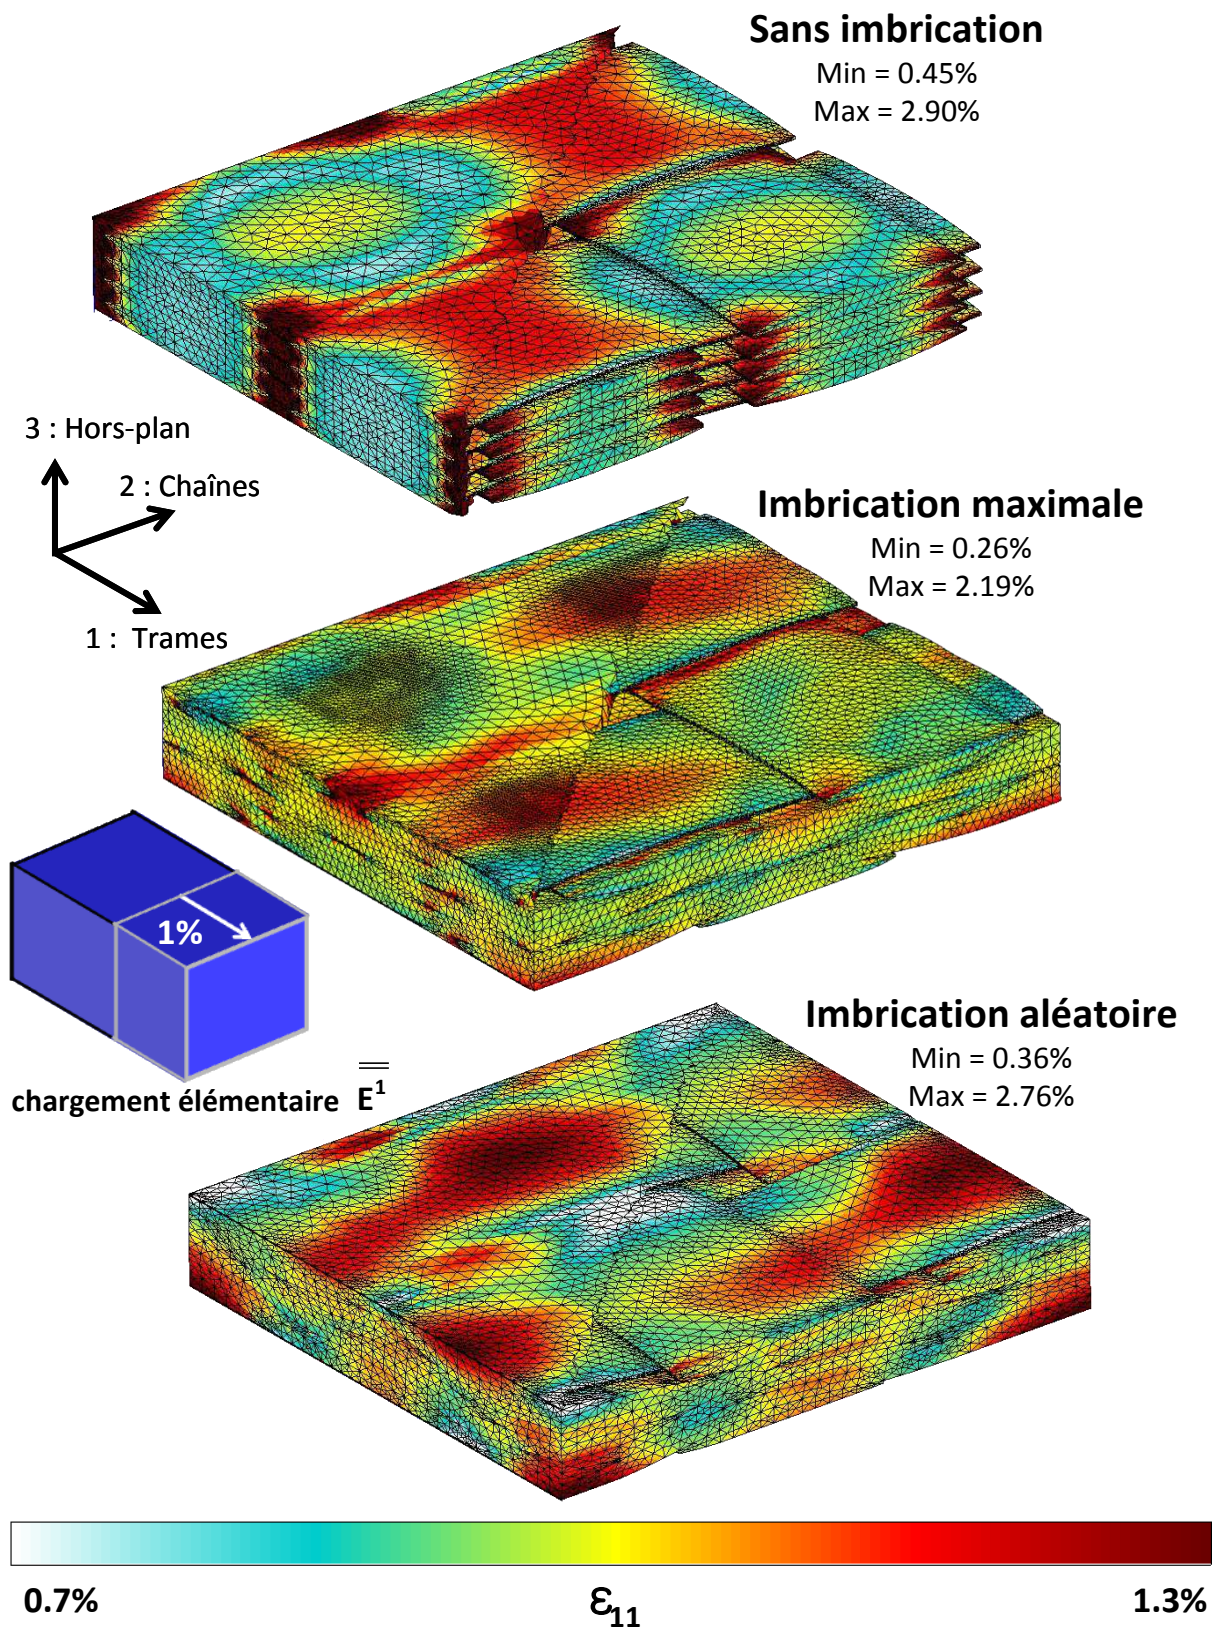 Sans imbrication
Min = 0.45%
Max = 2.90%
3 : Hors-plan
2 : Chaînes
1 : Trames
Imbrication maximale
Min = 0.26%
Max = 2.19%
1%
chargement élémentaire E¹
Imbrication aléatoire
Min = 0.36%
Max = 2.76%
0.7%
ε₁₁
1.3%